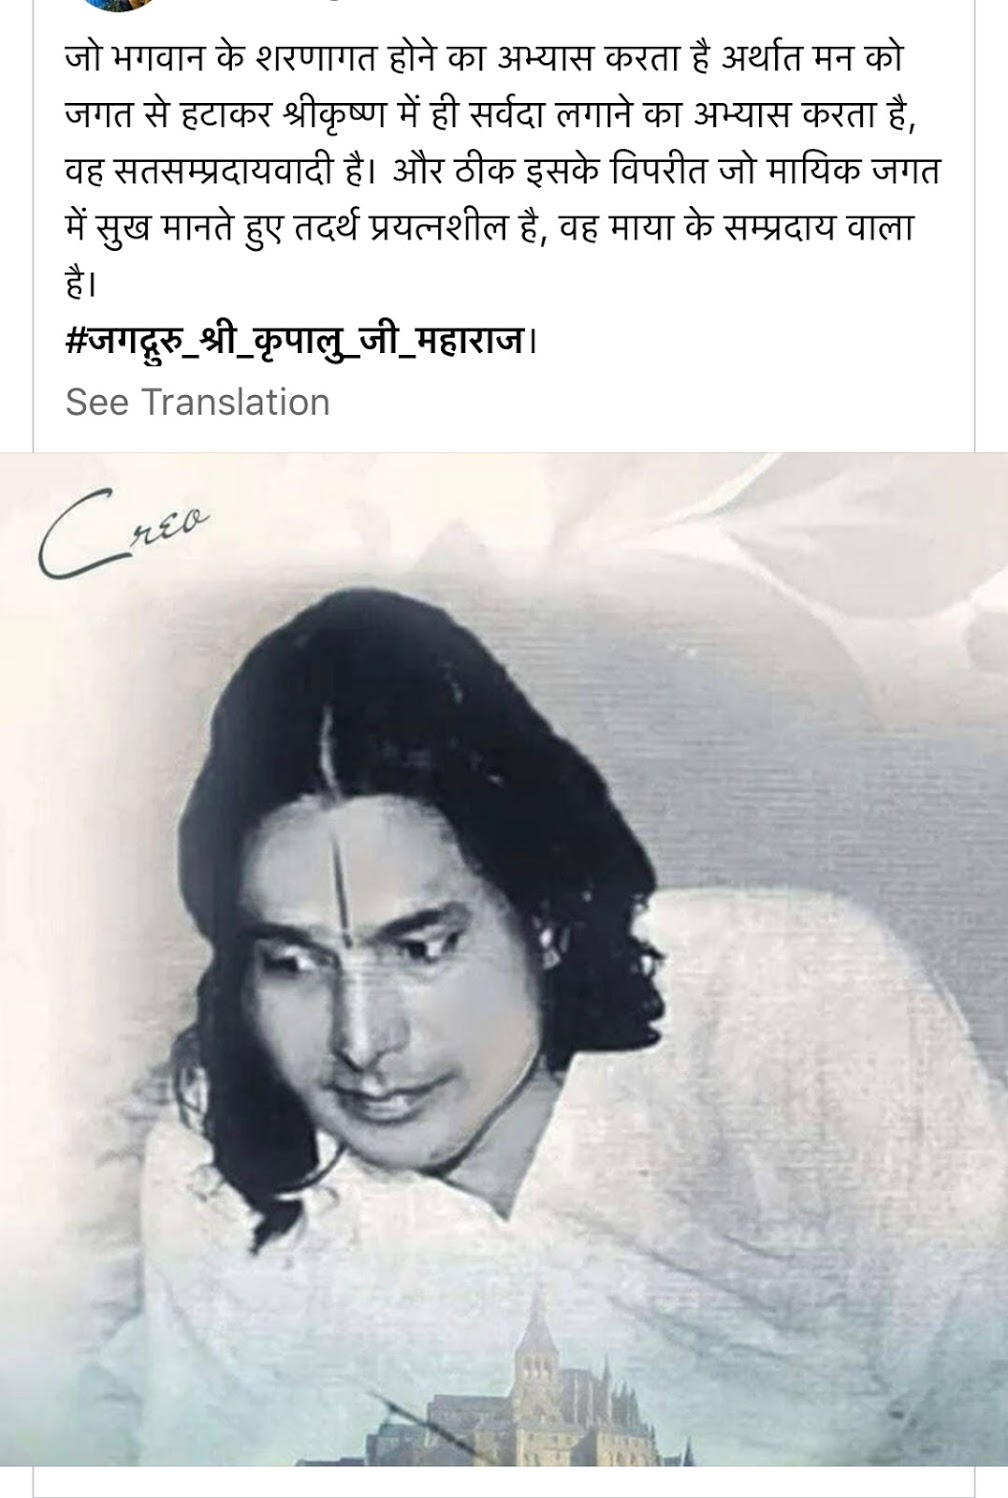 जो भगवान के शरणागत होने का अभ्यास करता है अर्थात मन को
जगत से हटाकर श्रीकृष्ण में ही सर्वदा लगाने का अभ्यास करता है,
वह सतसम्प्रदायवादी है। और ठीक इसके विपरीत जो मायिक जगत
में सुख मानते हुए तदर्थ प्रयत्नशील है, वह माया के सम्प्रदाय वाला
है।
#जगद्गुरु_श्री_कृपालु_जी_महाराज।
See Translation
Creo